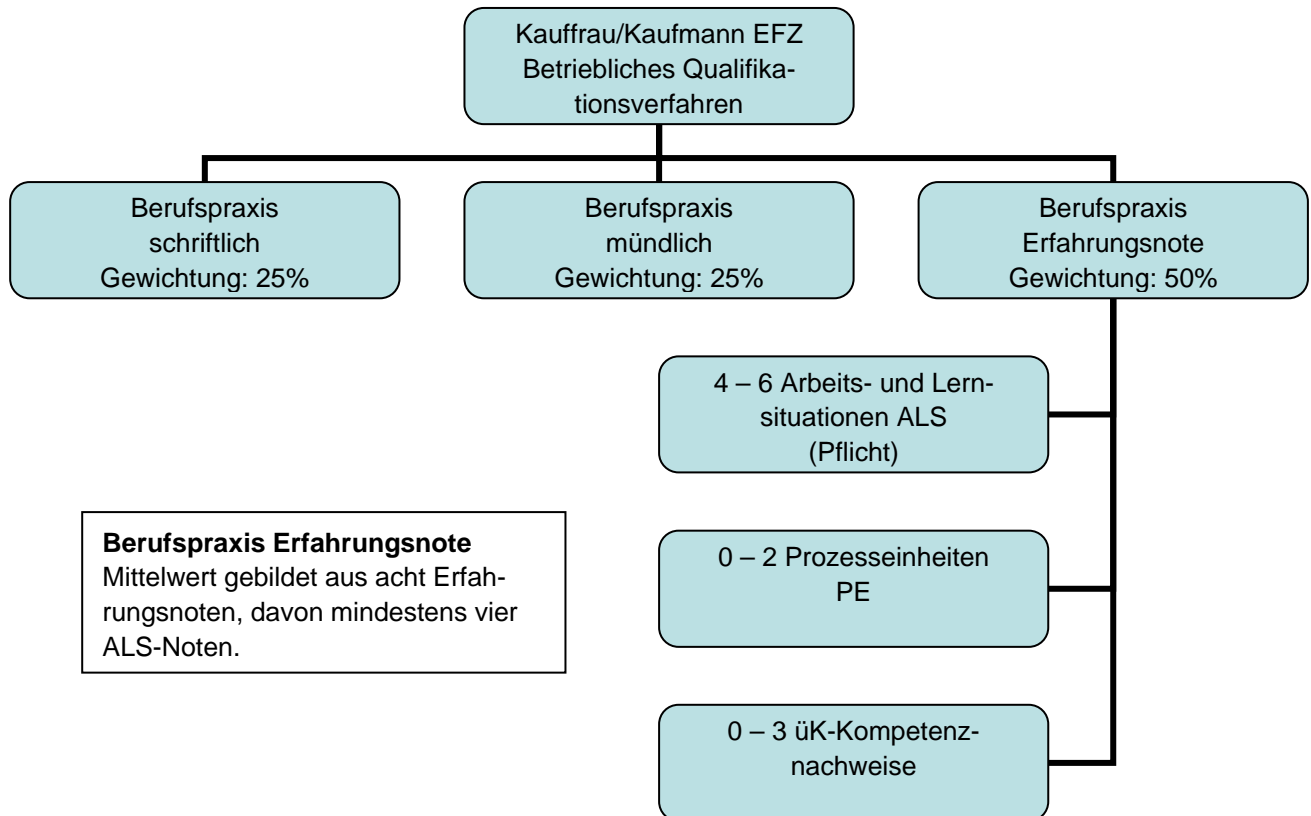 Kauffrau/Kaufmann EFZ
Betriebliches Qualifika-
tionsverfahren
Berufspraxis
schriftlich
Gewichtung: 25%
Berufspraxis
mündlich
Gewichtung: 25%
Berufspraxis
Erfahrungsnote
Gewichtung: 50%
4 – 6 Arbeits- und Lern-
situationen ALS
(Pflicht)
Berufspraxis Erfahrungsnote
Mittelwert gebildet aus acht Erfah-
rungsnoten, davon mindestens vier
ALS-Noten.
0 – 2 Prozesseinheiten
PE
0 – 3 üK-Kompetenz-
nachweise